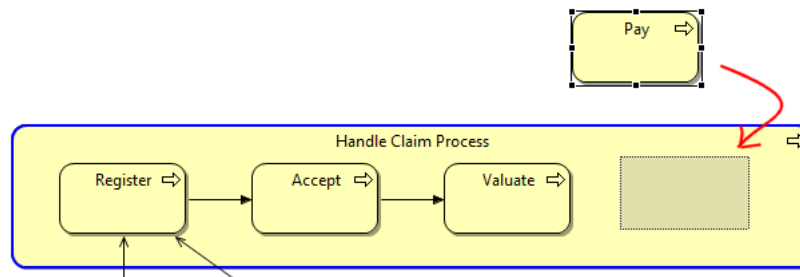 Pay
Handle Claim Process
Register
Accept
Valuate